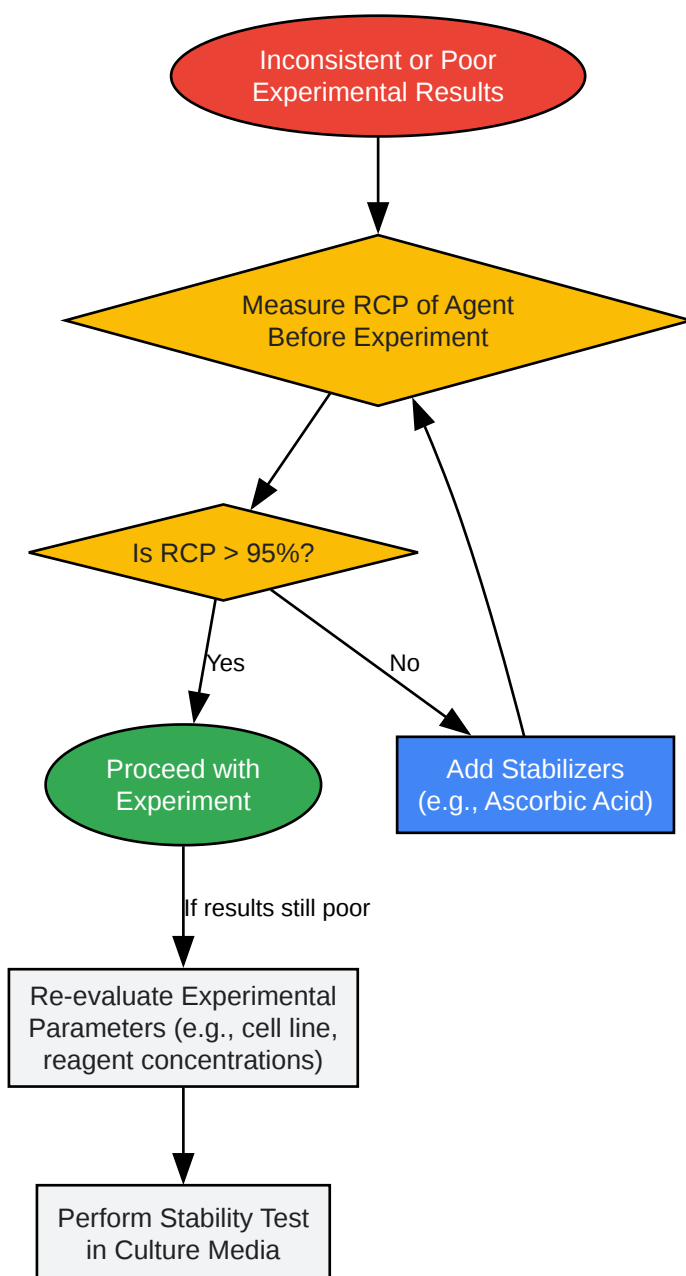 Inconsistent or Poor
Experimental Results
Measure RCP of Agent
Before Experiment
Is RCP > 95%?
Yes
No
Proceed with
Experiment
Add Stabilizers
(e.g., Ascorbic Acid)
If results still poor
Re-evaluate Experimental
Parameters (e.g., cell line,
reagent concentrations)
Perform Stability Test
in Culture Media